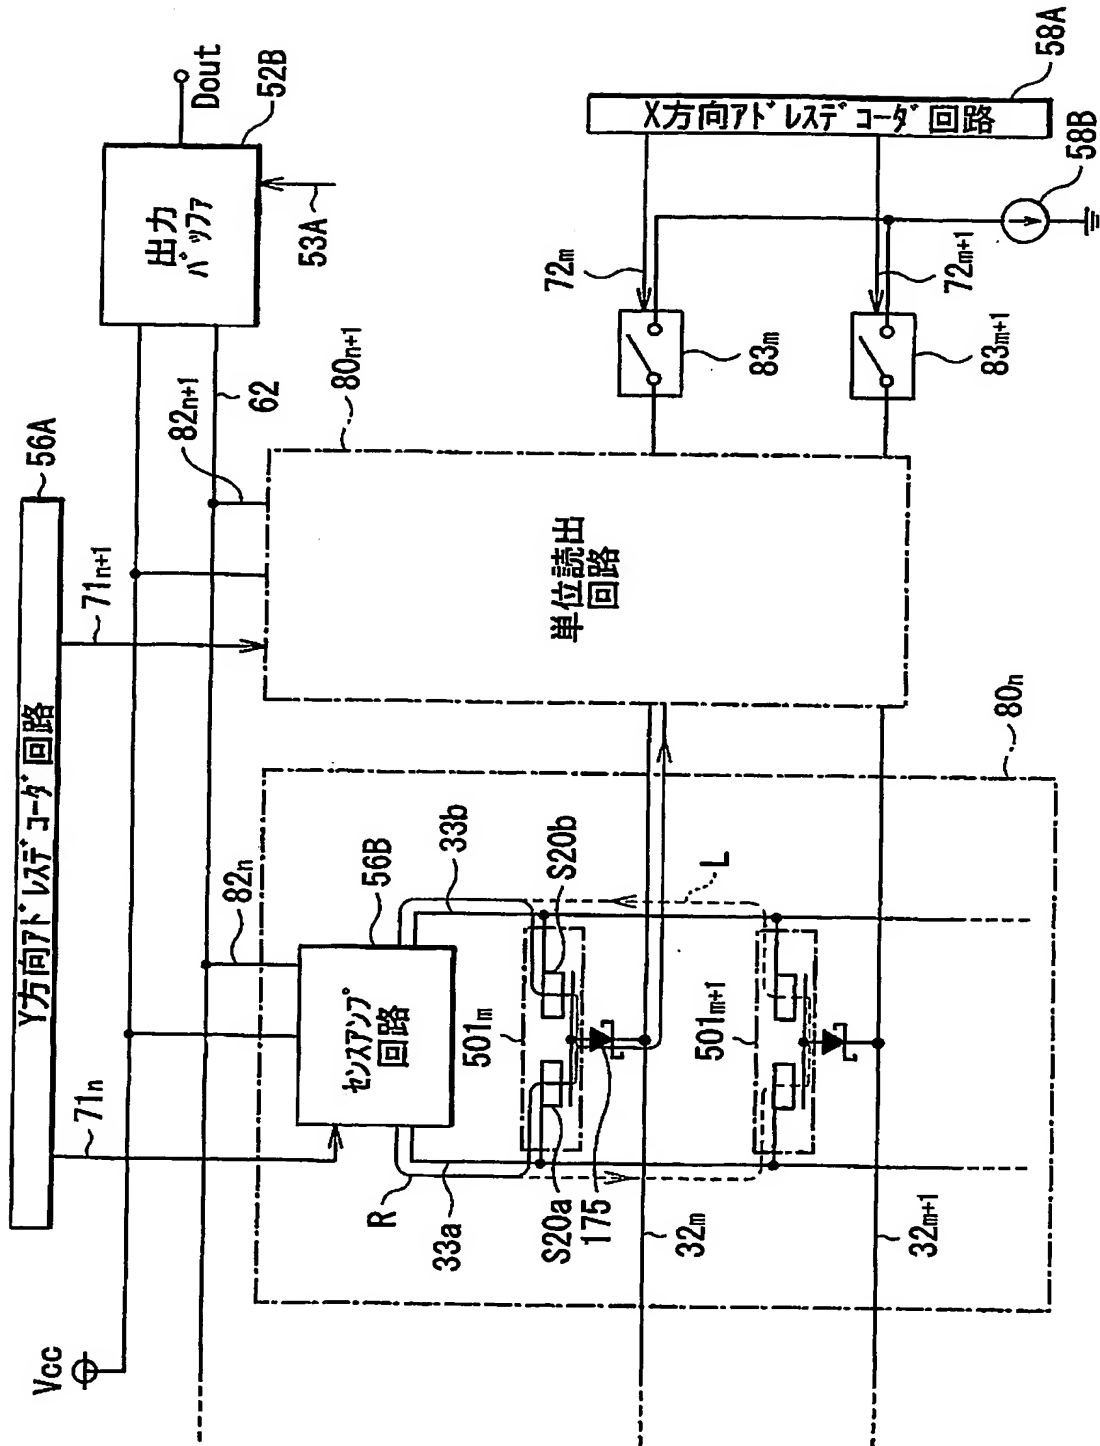 Vcc
Y方向アドレスデコーダ回路
56A
71n
71n+1
82n
82n+1
62
出力
バッファ
Dout
52B
53A
センスアンプ
回路
56B
33b
33a
R
L
S20a
S20b
175
501m
501m+1
32m
32m+1
80n
80n+1
単位読出
回路
72m
72m+1
83m
83m+1
X方向アドレスデコーダ回路
58A
58B